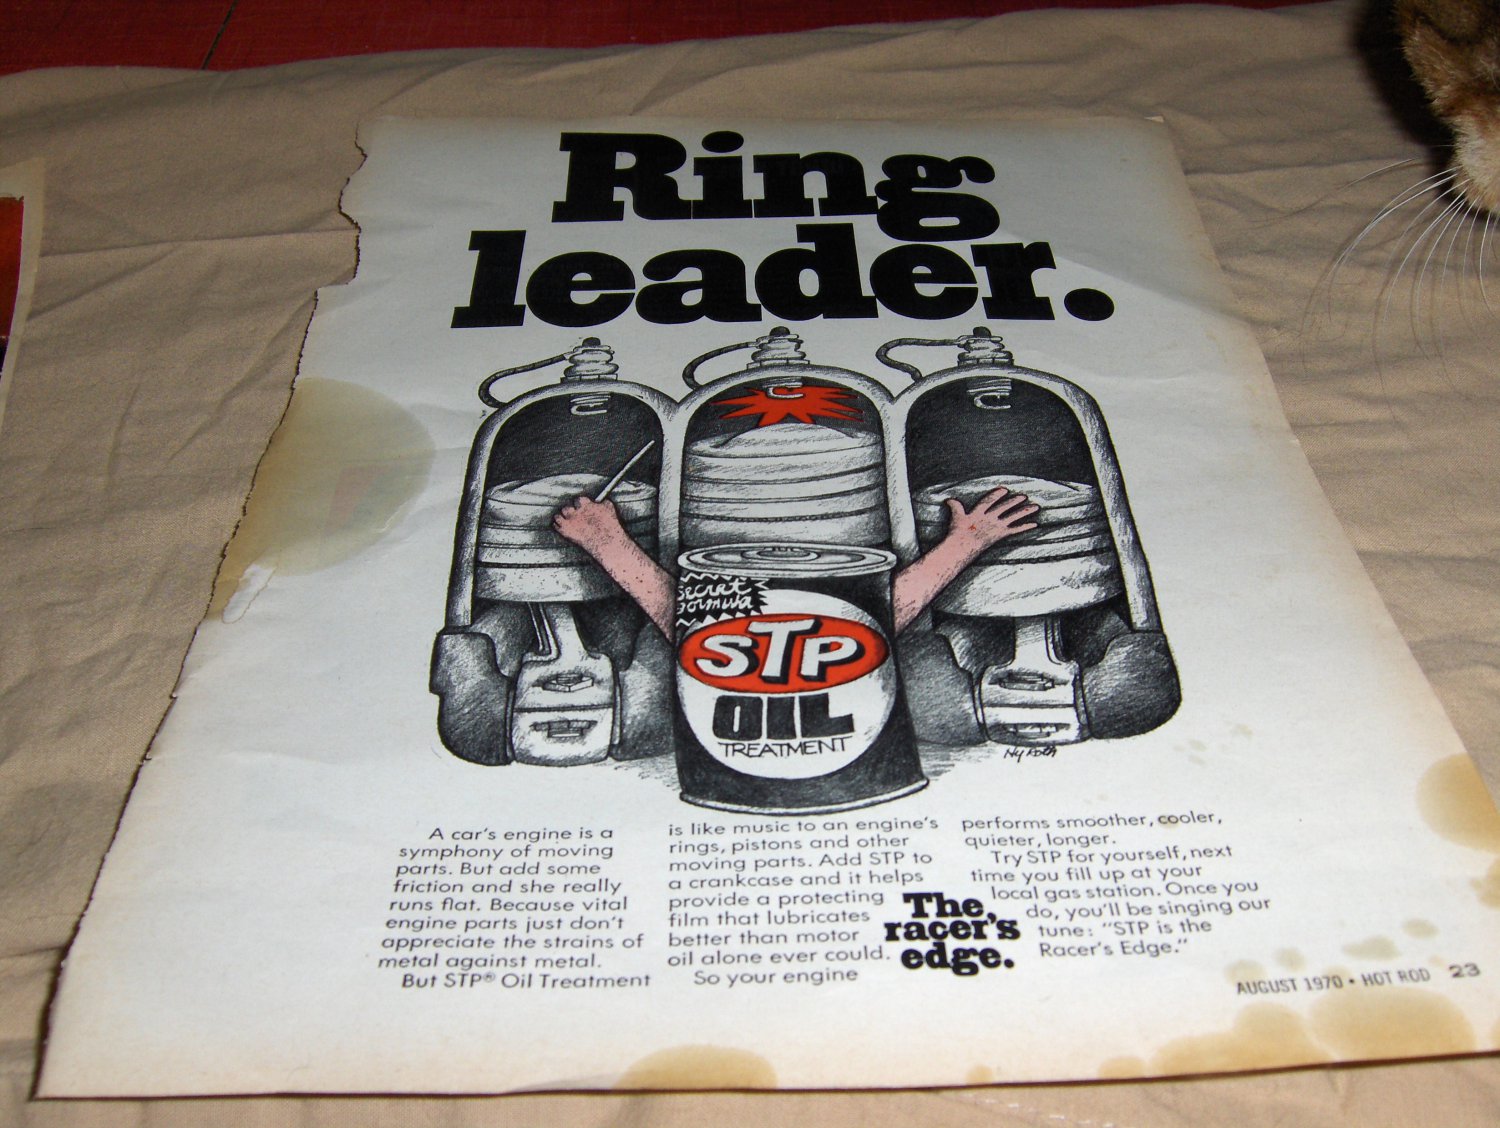 Ring
leader.
Secret
Formula
STP
OIL
TREATMENT
Hy Roth
A car's engine is a
symphony of moving
parts. But add some
friction and she really
runs flat. Because vital
engine parts just don't
appreciate the strains of
metal against metal.
But STP® Oil Treatment
is like music to an engine's
rings, pistons and other
moving parts. Add STP to
a crankcase and it helps
provide a protecting
film that lubricates
better than motor
oil alone ever could.
So your engine
performs smoother, cooler,
quieter, longer.
Try STP for yourself, next
time you fill up at your
local gas station. Once you
do, you'll be singing our
tune: "STP is the
Racer's Edge."
The
racer's
edge.
AUGUST 1970 • HOT ROD 23